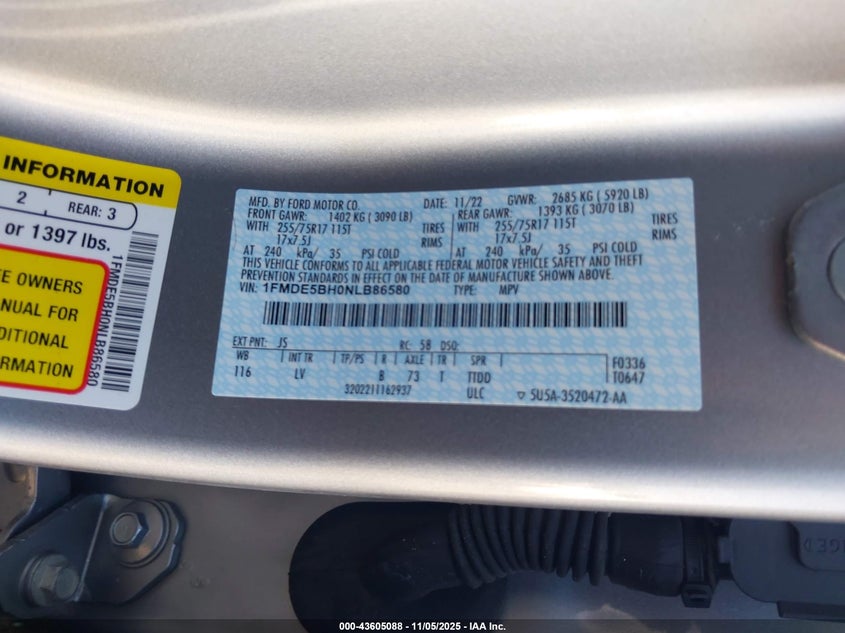 INFORMATION
2
REAR: 3
or 1397 lbs.
E OWNERS
ANUAL FOR
DITIONAL
ORMATION
1FMDE5BH0NLB86580
MFD. BY FORD MOTOR CO. DATE: 11/22 GVWR: 2685 KG ( 5920 LB)
FRONT GAWR: 1402 KG ( 3090 LB) REAR GAWR: 1393 KG ( 3070 LB)
WITH 255/75R17 115T TIRES WITH 255/75R17 115T TIRES
17x7.5J RIMS 17x7.5J RIMS
AT 240 kPa/ 35 PSI COLD AT 240 kPa/ 35 PSI COLD
THIS VEHICLE CONFORMS TO ALL APPLICABLE FEDERAL MOTOR VEHICLE SAFETY AND THEFT
PREVENTION STANDARDS IN EFFECT ON THE DATE OF MANUFACTURE SHOWN ABOVE.
VIN: 1FMDE5BH0NLB86580 TYPE: MPV
EXT PNT: JS RC: 58 DSO:
WB INT TR TP/PS R AXLE TR SPR F0336
116 LV B 73 T TTDD T0647
3202211162937 ULC ▽ 5U5A-3520472-AA
000-43605088 - 11/05/2025 - IAA Inc.